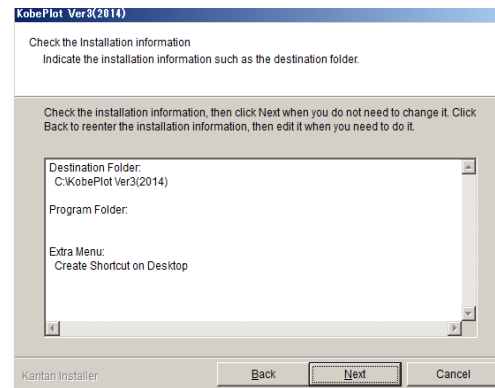 KobePlot Ver3(2014)
Check the Installation information
Indicate the installation information such as the destination folder.
Check the installation information, then click Next when you do not need to change it. Click
Back to reenter the installation information, then edit it when you need to do it.
Destination Folder:
C:\KobePlot Ver3(2014)
Program Folder:
Extra Menu:
Create Shortcut on Desktop
Kantan Installer
Back
Next
Cancel